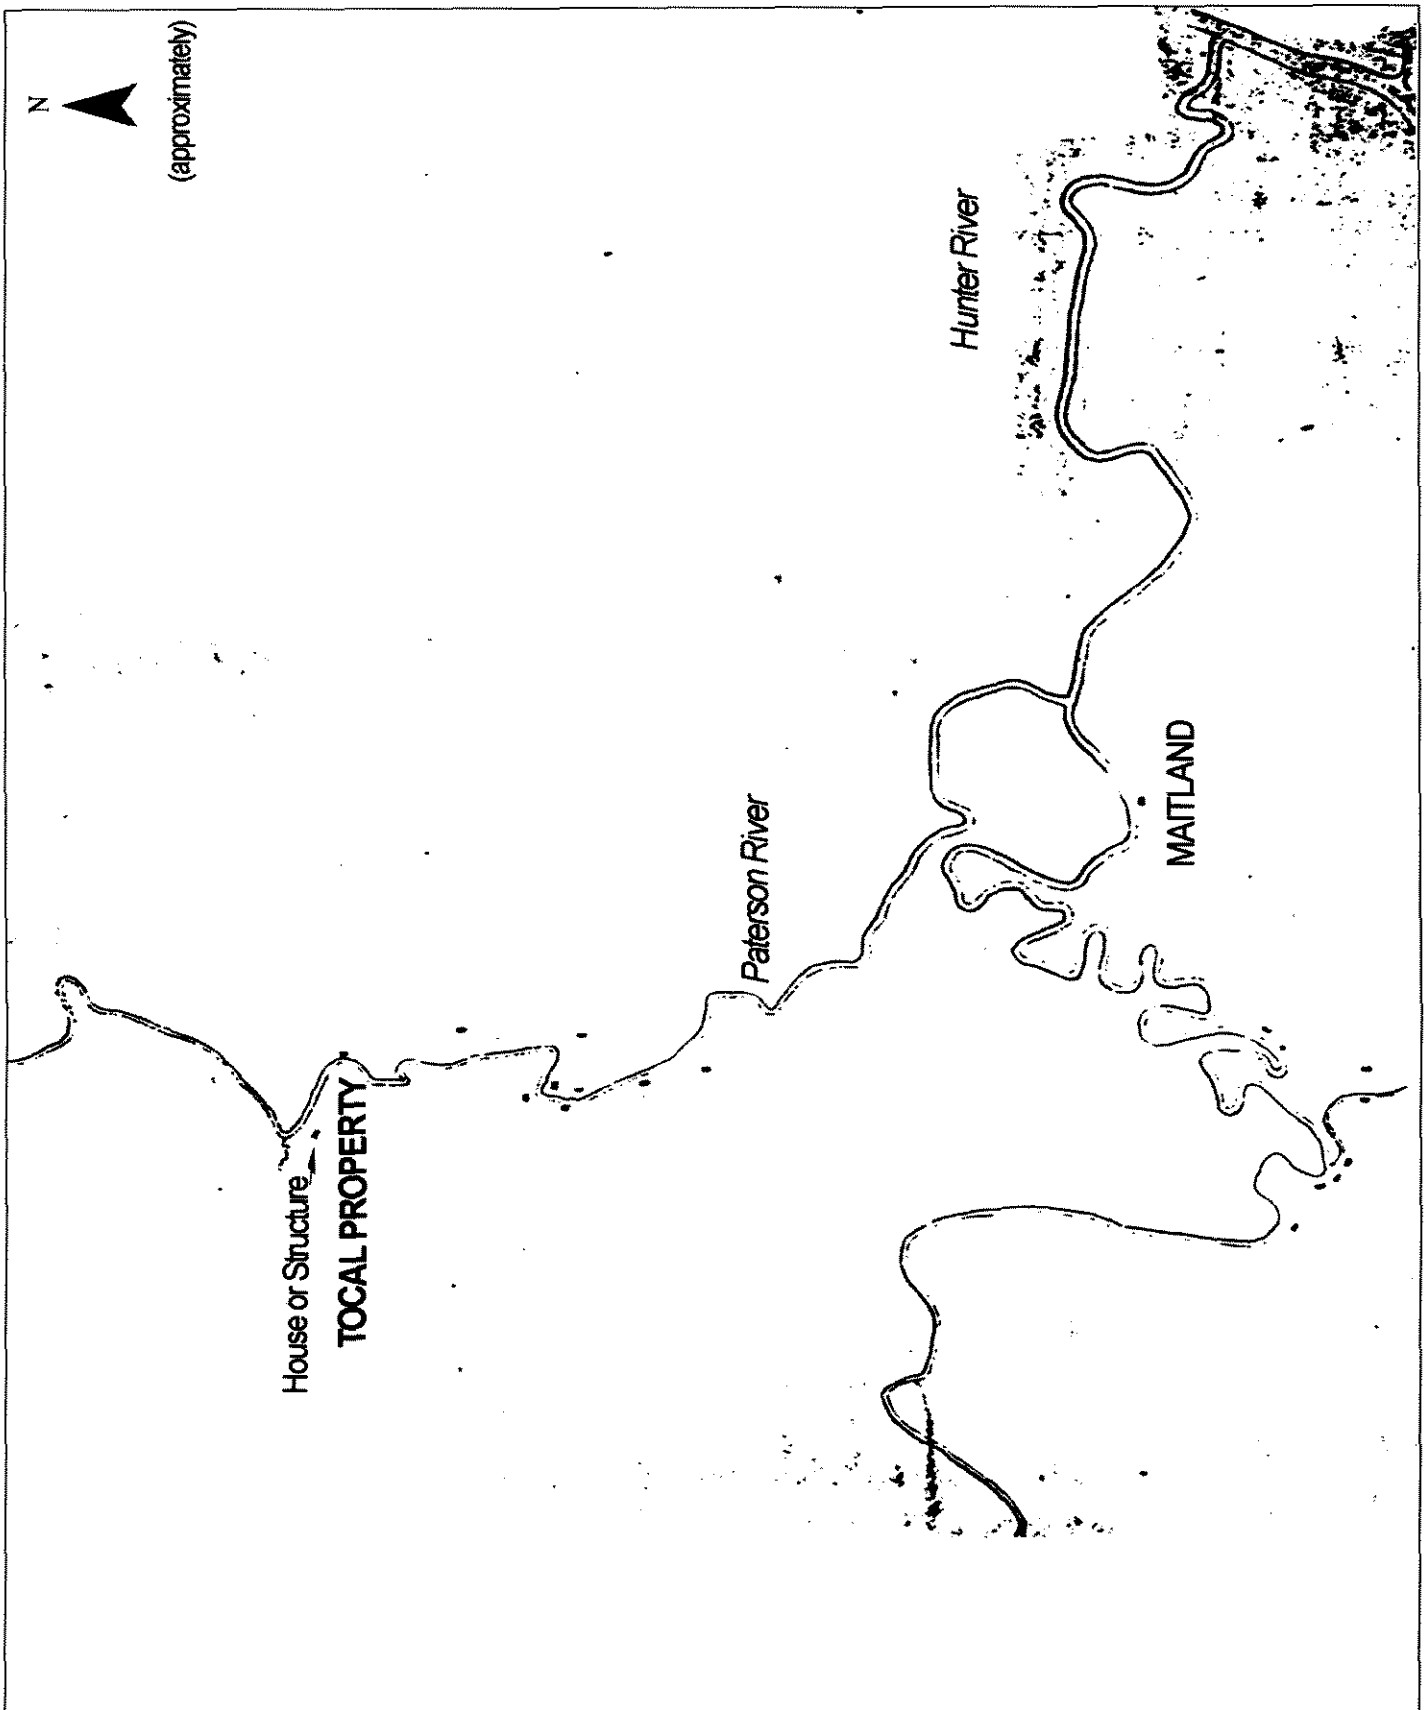 N
(approximately)
Hunter River
Paterson River
MAITLAND
House or Structure
TOCAL PROPERTY